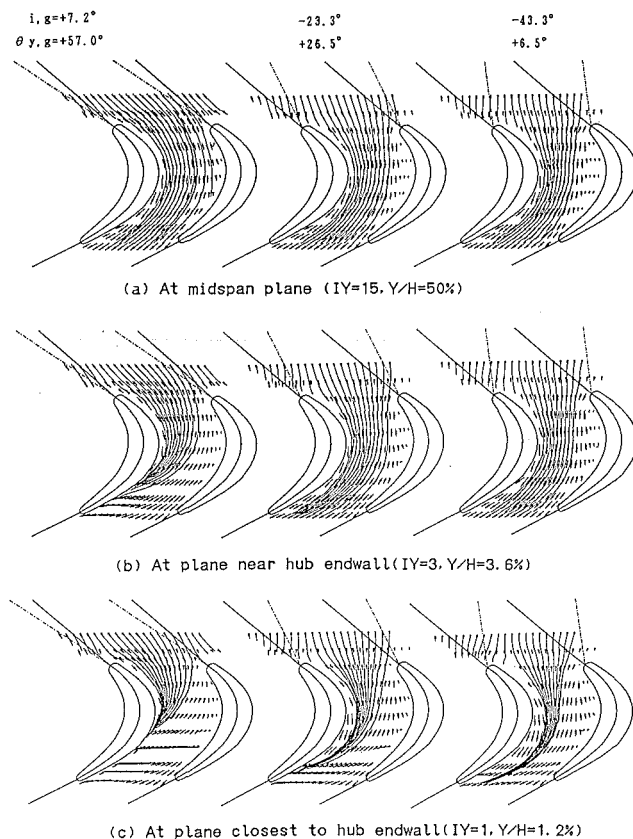 i, g=+7.2° -23.3° -43.3°
θ y, g=+57.0° +26.5° +6.5°
(a) At midspan plane (IY=15, Y/H=50%)
(b) At plane near hub endwall(IY=3, Y/H=3.6%)
(c) At plane closest to hub endwall(IY=1, Y/H=1.2%)